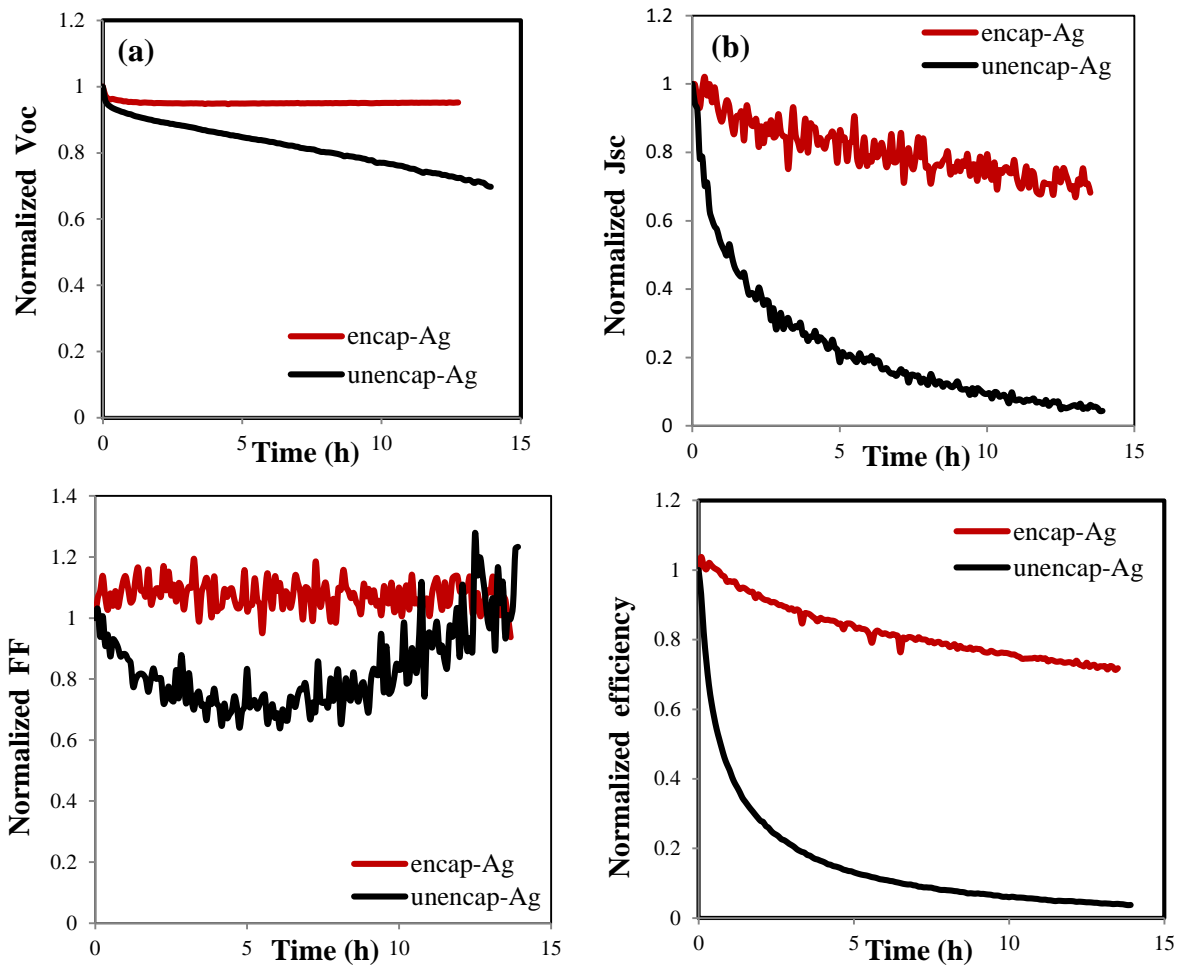 (a)
Normalized Voc
1.2
1
0.8
0.6
0.4
0.2
0
0 5 10 15
Time (h)
encap-Ag
unencap-Ag
(b)
Normalized Jsc
1.2
1
0.8
0.6
0.4
0.2
0
0 5 10 15
Time (h)
encap-Ag
unencap-Ag
Normalized FF
1.4
1.2
1
0.8
0.6
0.4
0.2
0
0 5 10 15
Time (h)
encap-Ag
unencap-Ag
Normalized efficiency
1.2
1
0.8
0.6
0.4
0.2
0
0 5 10 15
Time (h)
encap-Ag
unencap-Ag